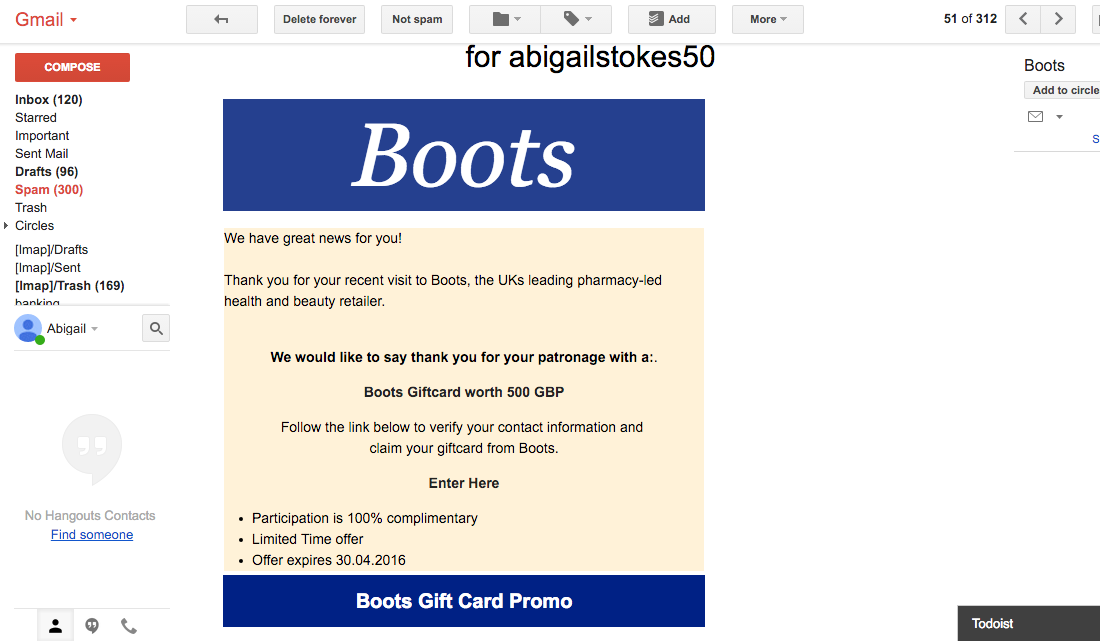 Gmail
Delete forever
Not spam
Add
More
51 of 312
for abigailstokes50
COMPOSE
Inbox (120)
Starred
Important
Sent Mail
Drafts (96)
Spam (300)
Trash
Circles
[Imap]/Drafts
[Imap]/Sent
[Imap]/Trash (169)
banking
Abigail
No Hangouts Contacts
Find someone
Boots
We have great news for you!
Thank you for your recent visit to Boots, the UKs leading pharmacy-led
health and beauty retailer.
We would like to say thank you for your patronage with a:.
Boots Giftcard worth 500 GBP
Follow the link below to verify your contact information and
claim your giftcard from Boots.
Enter Here
• Participation is 100% complimentary
• Limited Time offer
• Offer expires 30.04.2016
Boots Gift Card Promo
Boots
Add to circle
S
Todoist